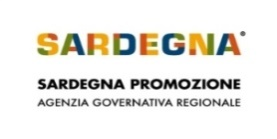 SARDEGNA®
SARDEGNA PROMOZIONE
AGENZIA GOVERNATIVA REGIONALE